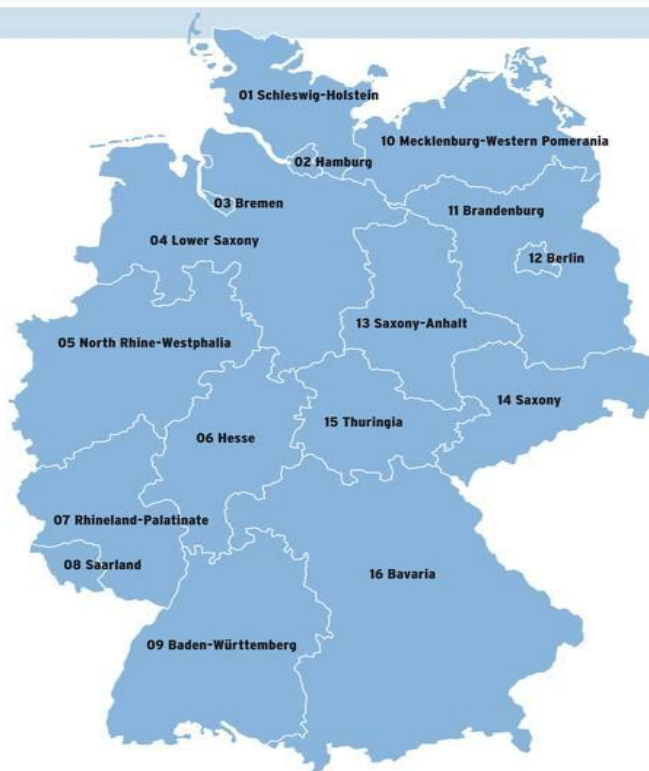 01 Schleswig-Holstein
10 Mecklenburg-Western Pomerania
02 Hamburg
03 Bremen
11 Brandenburg
04 Lower Saxony
12 Berlin
13 Saxony-Anhalt
05 North Rhine-Westphalia
14 Saxony
15 Thuringia
06 Hesse
07 Rhineland-Palatinate
08 Saarland
16 Bavaria
09 Baden-Württemberg